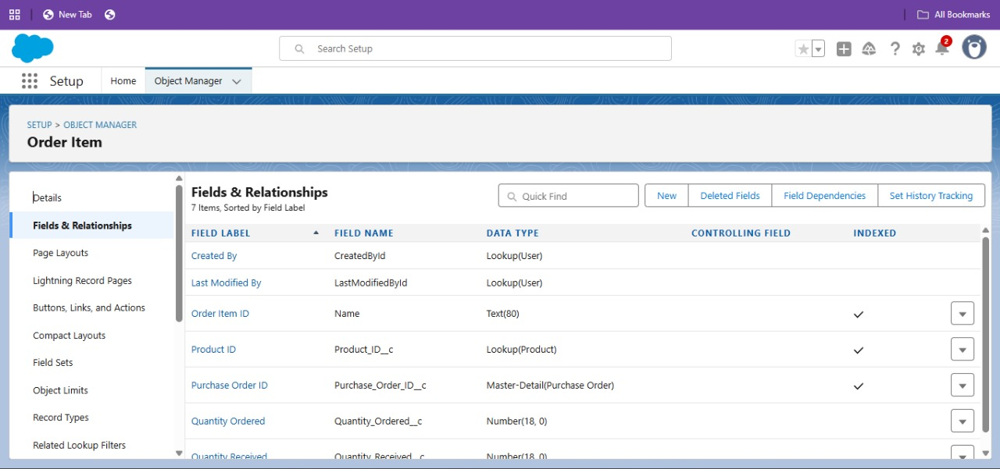 New Tab
All Bookmarks
Search Setup
2
Setup
Home
Object Manager
SETUP > OBJECT MANAGER
Order Item
Details
Fields & Relationships
Page Layouts
Lightning Record Pages
Buttons, Links, and Actions
Compact Layouts
Field Sets
Object Limits
Record Types
Related Lookup Filters
Fields & Relationships
7 Items, Sorted by Field Label
Quick Find
New
Deleted Fields
Field Dependencies
Set History Tracking
FIELD LABEL FIELD NAME DATA TYPE CONTROLLING FIELD INDEXED
Created By CreatedById Lookup(User)
Last Modified By LastModifiedById Lookup(User)
Order Item ID Name Text(80)
Product ID Product_ID__c Lookup(Product)
Purchase Order ID Purchase_Order_ID__c Master-Detail(Purchase Order)
Quantity Ordered Quantity_Ordered__c Number(18, 0)
Quantity Received Quantity_Received__c Number(18, 0)